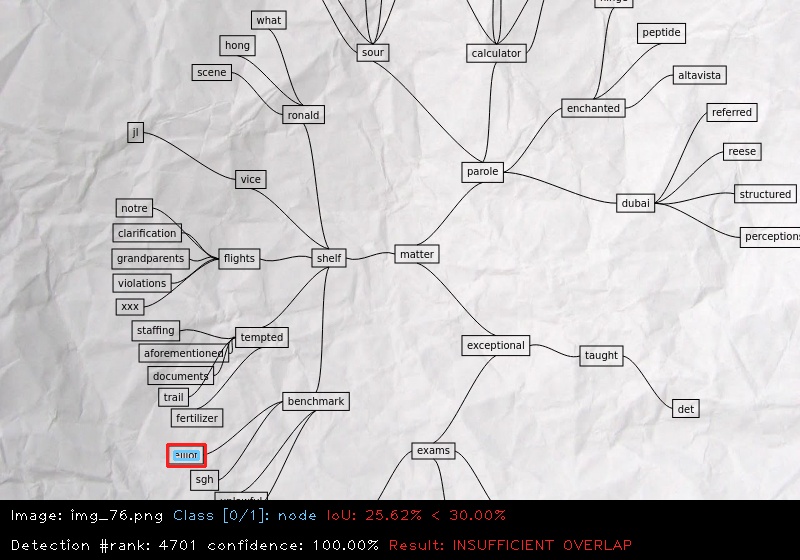 what
hong
scene
sour
calculator
peptide
altavista
enchanted
ronald
referred
jl
reese
parole
vice
structured
dubai
notre
clarification
perceptions
flights
shelf
matter
grandparents
violations
xxx
staffing
tempted
exceptional
aforementioned
taught
documents
trail
benchmark
det
fertilizer
exams
sgh
Image: img_76.png Class [0/1]: node IoU: 25.62% < 30.00%
Detection #rank: 4701 confidence: 100.00% Result: INSUFFICIENT OVERLAP